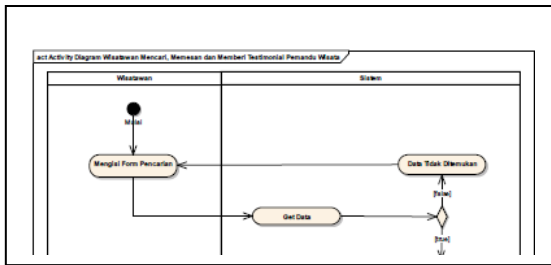 act Activity Diagram Wisatawan Mencari, Memesan dan Memberi Testimonial Pemandu Wisata
Wisatawan
Sistem
Mulai
Mengisi Form Pencarian
Data Tidak Ditemukan
[false]
Get Data
[true]